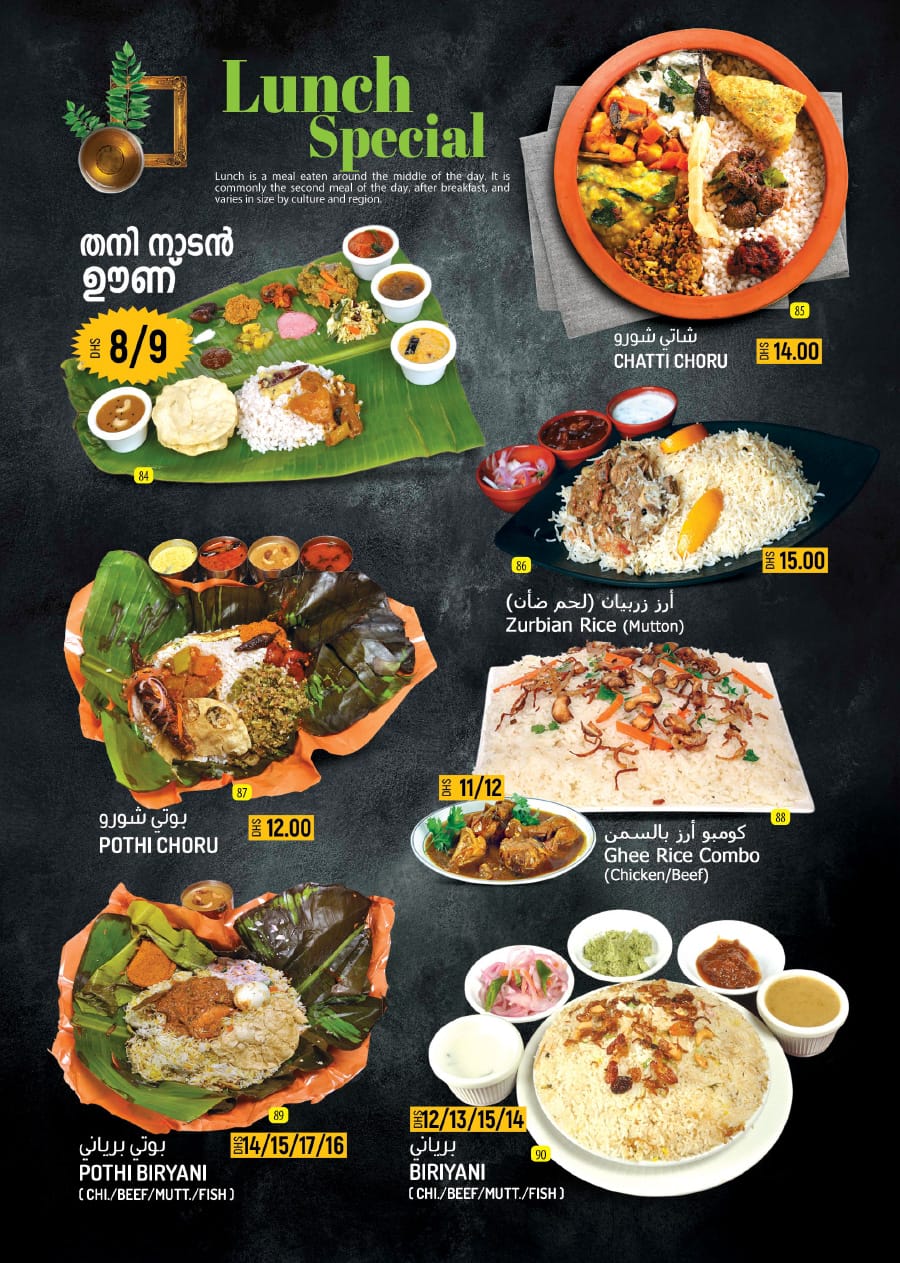 Lunch
Special
Lunch is a meal eaten around the middle of the day. It is
commonly the second meal of the day, after breakfast, and
varies in size by culture and region.
തനി നാടൻ
ഊണ്
DHS 8/9
84
85
شاتي شورو
CHATTI CHORU
DHS 14.00
86
DHS 15.00
أرز زربيان (لحم ضأن)
Zurbian Rice (Mutton)
87
بوتي شورو
POTHI CHORU
DHS 12.00
DHS 11/12
88
كومبو أرز بالسمن
Ghee Rice Combo
(Chicken/Beef)
89
بوتي برياني
POTHI BIRYANI
( CHI./BEEF/MUTT./FISH )
DHS 14/15/17/16
DHS 12/13/15/14
برياني
BIRIYANI
( CHI./BEEF/MUTT./FISH )
90